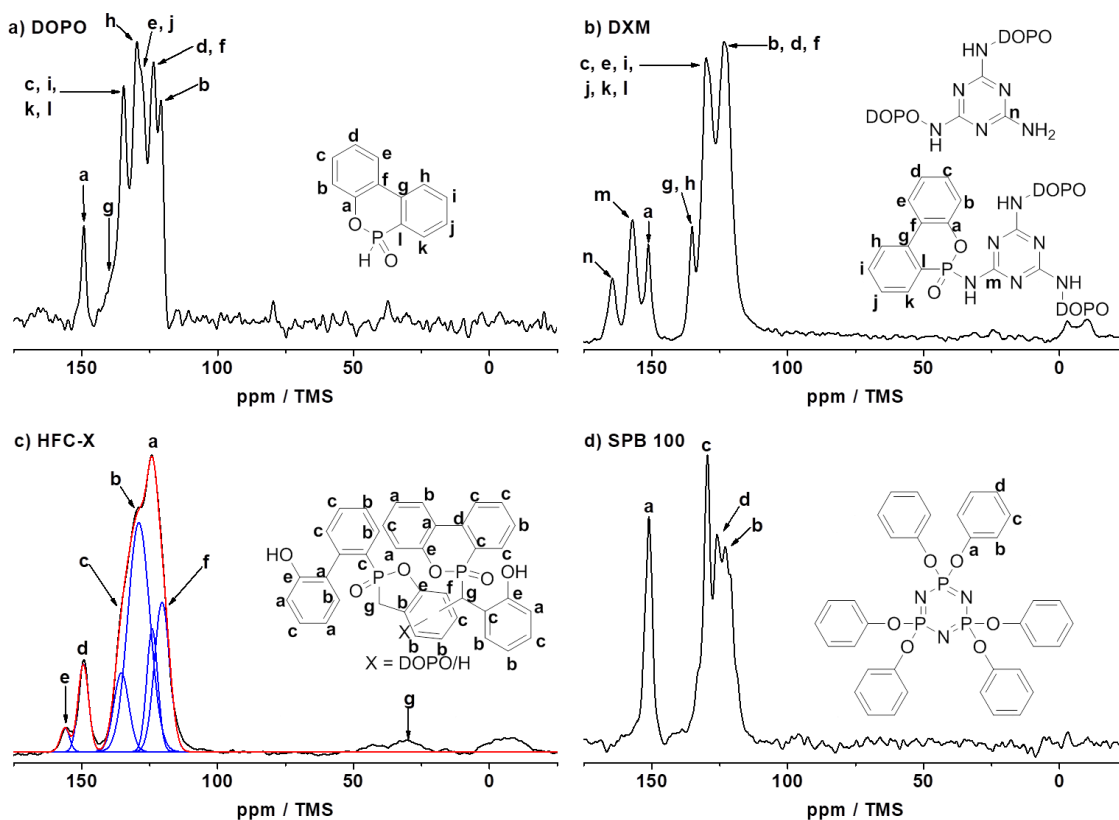 a) DOPO
h
e, j
d, f
b
c, i,
k, l
a
g
d
c
e
b
f
h
g
i
a
O
j
P
l
k
H
O
150
100
50
0
ppm / TMS
b) DXM
b, d, f
c, e, i,
j, k, l
g, h
m
a
n
DOPO
HN
N
N
DOPO
n
N
H
N
NH2
d
c
e
b
f
a
DOPO
HN
h
g
O
N
N
i
l
P
N
H
N
NH
j
k
O
m
DOPO
150
100
50
0
ppm / TMS
c) HFC-X
a
b
c
f
d
e
g
c
b
a
b
c
c
c
b
c
a
d
b
HO
c
a
e
c
c
e
a
P
O
O
P
O
f
OH
a
b
O
g
e
b
g
c
e
a
c
a
X
b
b
b
c
c
b
X = DOPO/H
150
100
50
0
ppm / TMS
d) SPB 100
c
a
d
b
d
c
a
b
O
O
P
N
N
O
P
P
O
O
N
O
150
100
50
0
ppm / TMS